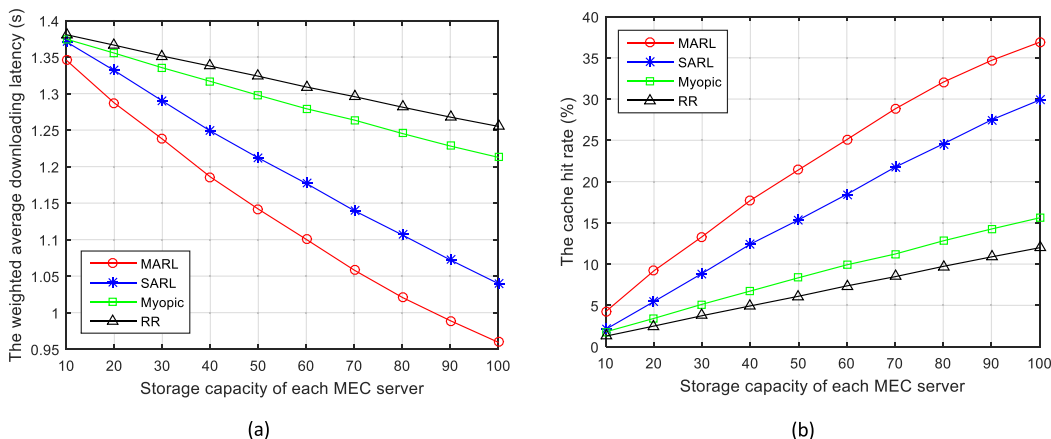 The weighted average downloading latency (s)
1.4
1.35
1.3
1.25
1.2
1.15
1.1
1.05
1
0.95
MARL
SARL
Myopic
RR
10 20 30 40 50 60 70 80 90 100
Storage capacity of each MEC server
(a)
The cache hit rate (%)
40
35
30
25
20
15
10
5
0
MARL
SARL
Myopic
RR
10 20 30 40 50 60 70 80 90 100
Storage capacity of each MEC server
(b)